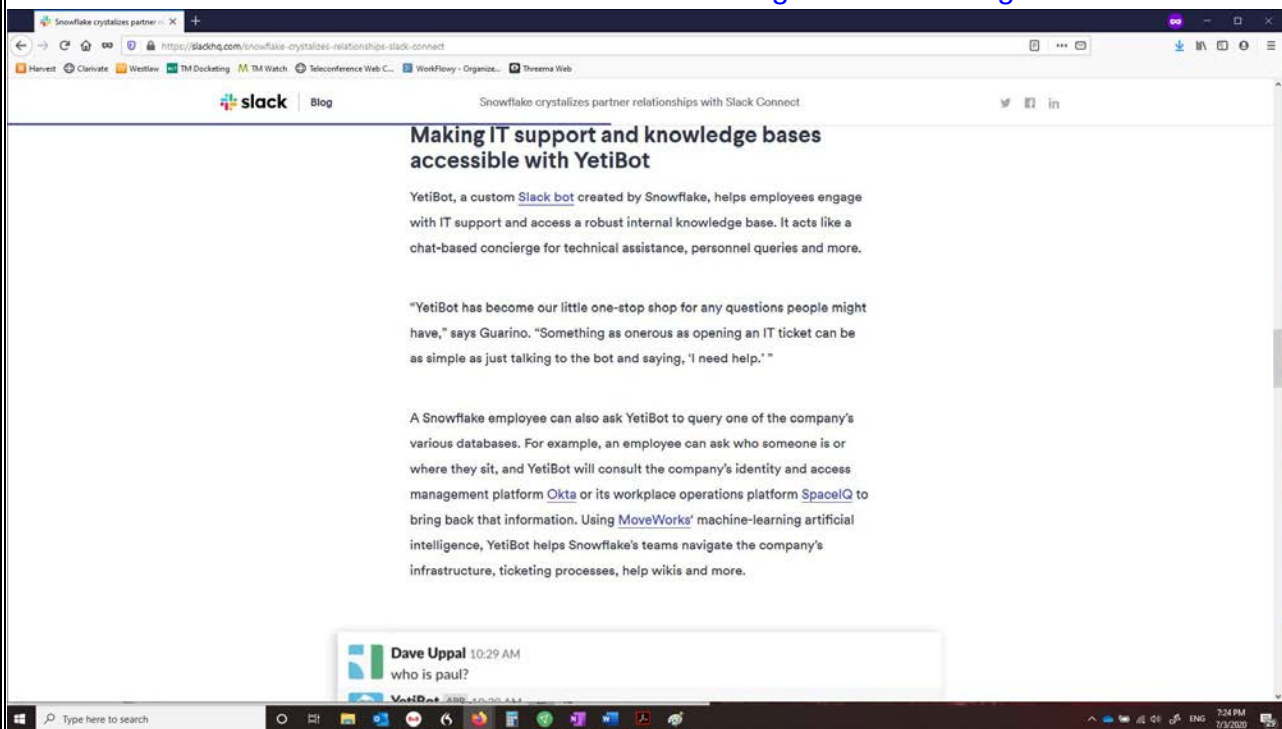 Snowflake crystalizes partner
https://slackhq.com/snowflake-crystalizes-relationships-slack-connect
Harvest Clarivate Westlaw TM Docketing TM Watch Teleconference Web C... WorkFlowy - Organize... Threema Web
slack Blog Snowflake crystalizes partner relationships with Slack Connect
Making IT support and knowledge bases
accessible with YetiBot
YetiBot, a custom Slack bot created by Snowflake, helps employees engage
with IT support and access a robust internal knowledge base. It acts like a
chat-based concierge for technical assistance, personnel queries and more.
“YetiBot has become our little one-stop shop for any questions people might
have,” says Guarino. “Something as onerous as opening an IT ticket can be
as simple as just talking to the bot and saying, ‘I need help.’ ”
A Snowflake employee can also ask YetiBot to query one of the company’s
various databases. For example, an employee can ask who someone is or
where they sit, and YetiBot will consult the company’s identity and access
management platform Okta or its workplace operations platform SpaceIQ to
bring back that information. Using MoveWorks‘ machine-learning artificial
intelligence, YetiBot helps Snowflake’s teams navigate the company’s
infrastructure, ticketing processes, help wikis and more.
Dave Uppal 10:29 AM
who is paul?
YetiBot APP 10:29 AM
Type here to search
ENG 7:24 PM
7/3/2020